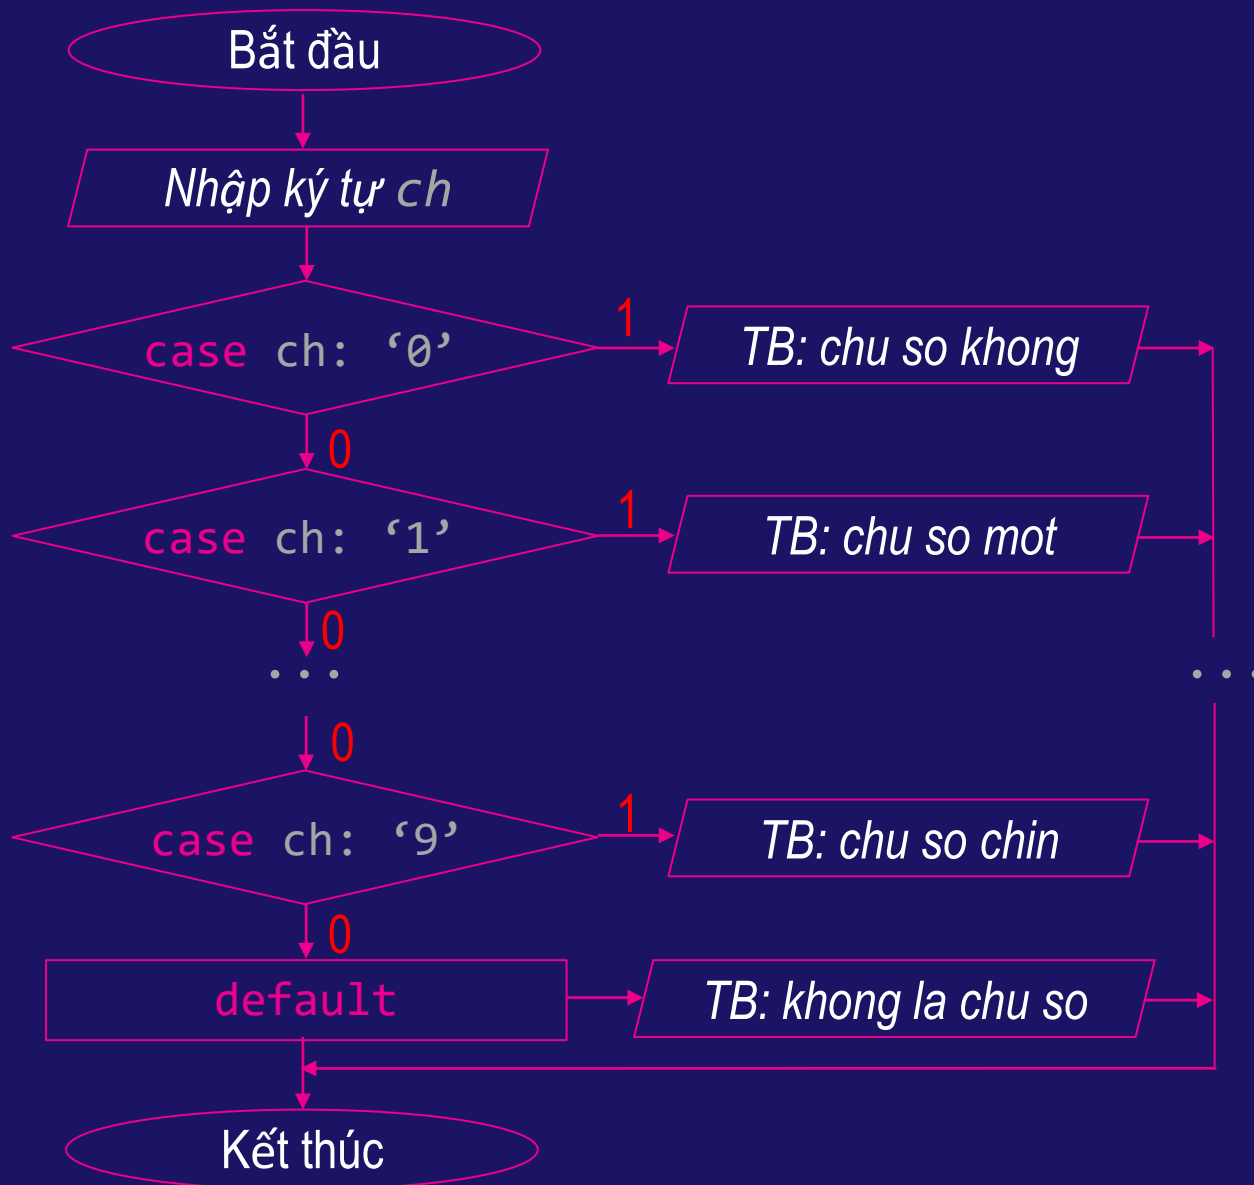 Bắt đầu
Nhập ký tự ch
case ch: ‘0’
1
TB: chu so khong
0
case ch: ‘1’
1
TB: chu so mot
0
...
...
0
case ch: ‘9’
1
TB: chu so chin
0
default
TB: khong la chu so
Kết thúc